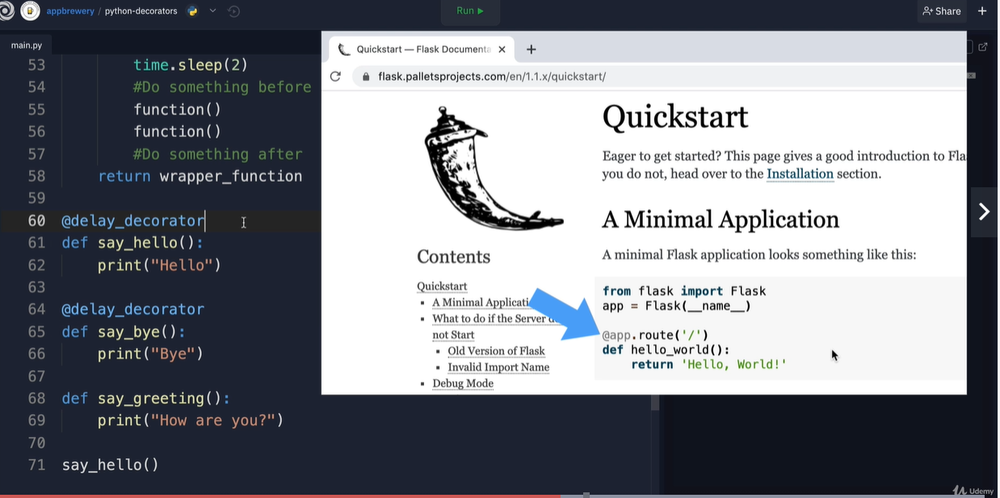 appbrewery / python-decorators
Run
Share
main.py
53 time.sleep(2)
54 #Do something before
55 function()
56 function()
57 #Do something after
58 return wrapper_function
59
60 @delay_decorator
61 def say_hello():
62 print("Hello")
63
64 @delay_decorator
65 def say_bye():
66 print("Bye")
67
68 def say_greeting():
69 print("How are you?")
70
71 say_hello()
Quickstart — Flask Documenta
flask.palletsprojects.com/en/1.1.x/quickstart/
Contents
Quickstart
A Minimal Applicati
What to do if the Server d
not Start
Old Version of Flask
Invalid Import Name
Debug Mode
Quickstart
Eager to get started? This page gives a good introduction to Fla
you do not, head over to the Installation section.
A Minimal Application
A minimal Flask application looks something like this:
from flask import Flask
app = Flask(__name__)
@app.route('/')
def hello_world():
return 'Hello, World!'
Udemy